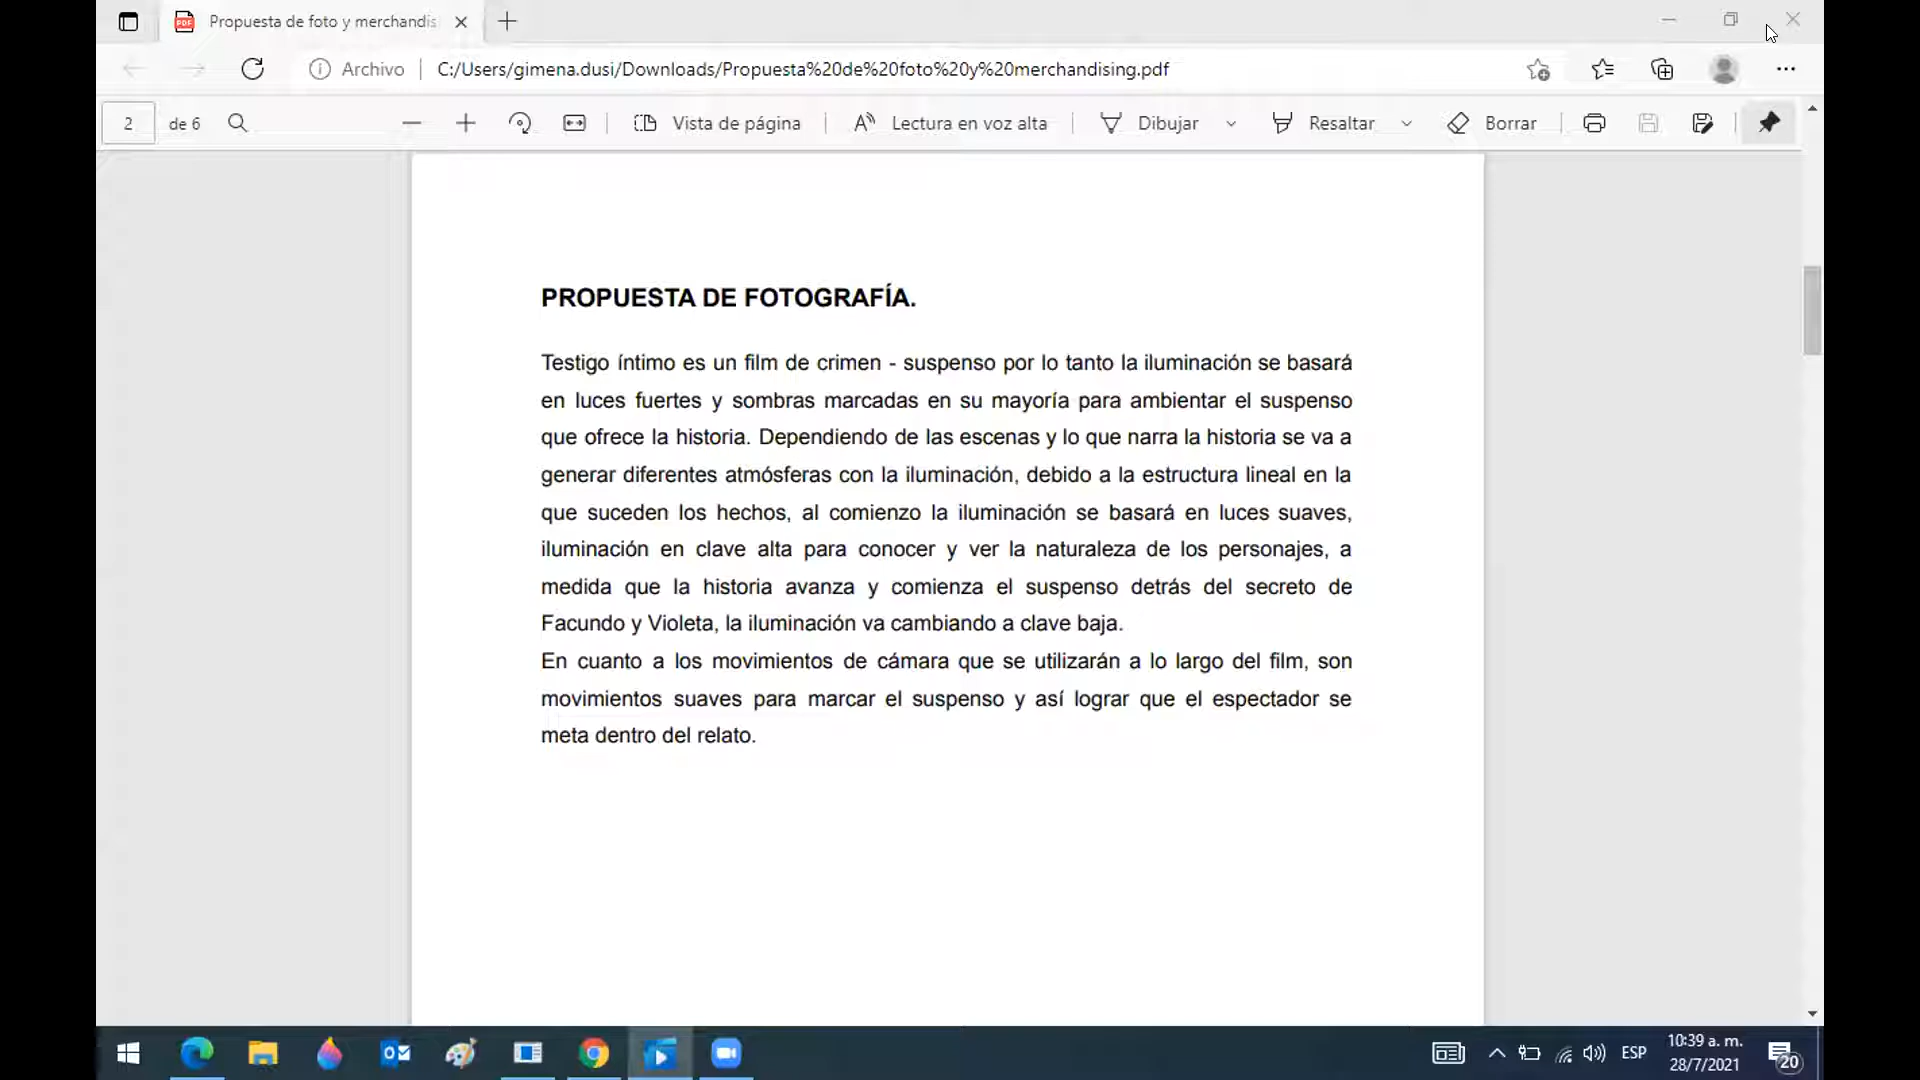 Propuesta de foto y merchandis
Archivo
C:/Users/gimena.dusi/Downloads/Propuesta%20de%20foto%20y%20merchandising.pdf
2 de 6
Vista de página
Lectura en voz alta
Dibujar
Resaltar
Borrar
PROPUESTA DE FOTOGRAFÍA.
Testigo íntimo es un film de crimen - suspenso por lo tanto la iluminación se basará
en luces fuertes y sombras marcadas en su mayoría para ambientar el suspenso
que ofrece la historia. Dependiendo de las escenas y lo que narra la historia se va a
generar diferentes atmósferas con la iluminación, debido a la estructura lineal en la
que suceden los hechos, al comienzo la iluminación se basará en luces suaves,
iluminación en clave alta para conocer y ver la naturaleza de los personajes, a
medida que la historia avanza y comienza el suspenso detrás del secreto de
Facundo y Violeta, la iluminación va cambiando a clave baja.
En cuanto a los movimientos de cámara que se utilizarán a lo largo del film, son
movimientos suaves para marcar el suspenso y así lograr que el espectador se
meta dentro del relato.
ESP
10:39 a. m.
28/7/2021
20